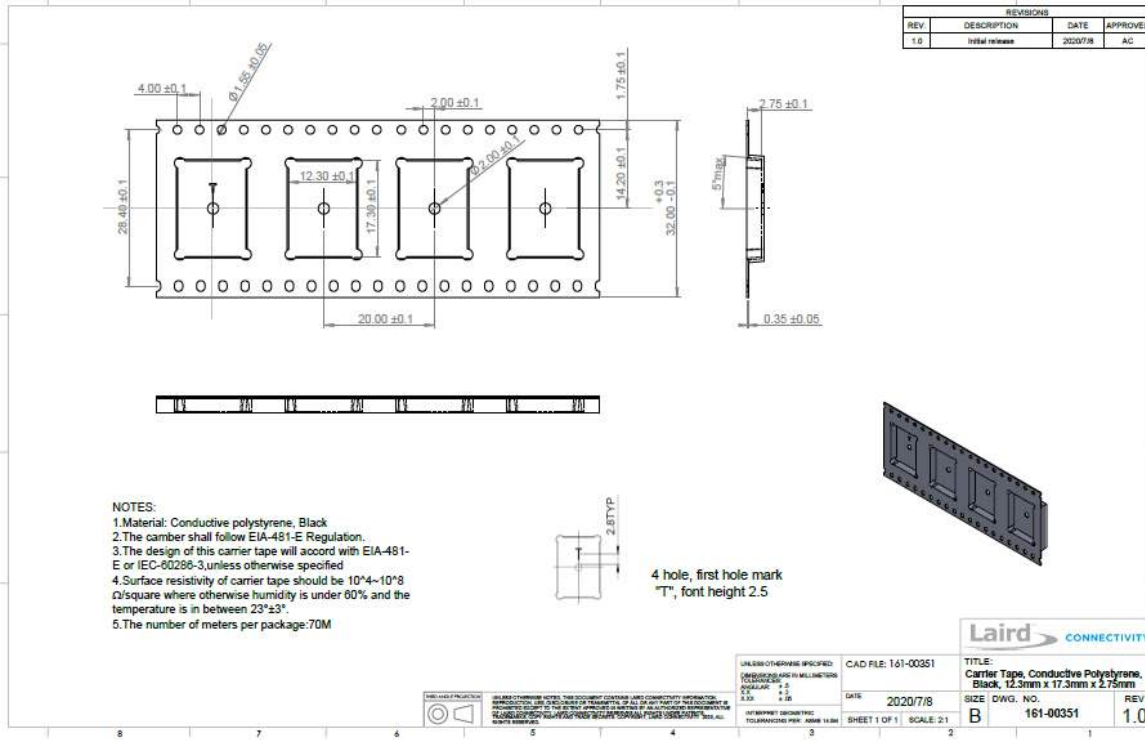 REVISIONS
REV. DESCRIPTION DATE APPROVED
1.0 Initial release 2020/7/8 AC
4.00 ±0.1
Ø1.55 ±0.05
2.00 ±0.1
1.75 ±0.1
2.75 ±0.1
28.40 ±0.1
T
12.30 ±0.1
17.30 ±0.1
Ø2.00 ±0.1
14.20 ±0.1
+0.3
32.00 -0.1
5°max
20.00 ±0.1
0.35 ±0.05
NOTES:
1.Material: Conductive polystyrene, Black
2.The camber shall follow EIA-481-E Regulation.
3.The design of this carrier tape will accord with EIA-481-
E or IEC-60286-3,unless otherwise specified
4.Surface resistivity of carrier tape should be 10^4~10^8
Ω/square where otherwise humidity is under 60% and the
temperature is in between 23°±3°.
5.The number of meters per package:70M
2.8TYP
T
4 hole, first hole mark
"T", font height 2.5
Laird CONNECTIVITY
UNLESS OTHERWISE SPECIFIED:
DIMENSIONS ARE IN MILLIMETERS
TOLERANCES:
ANGULAR:
CAD FILE: 161-00351
DATE 2020/7/8
SHEET 1 OF 1 SCALE: 2:1
TITLE:
Carrier Tape, Conductive Polystyrene,
Black, 12.3mm x 17.3mm x 2.75mm
SIZE DWG. NO. REV
B 161-00351 1.0
THIRD ANGLE PROJECTION
INTERPRET GEOMETRIC
TOLERANCING PER:
8 7 6 5 4 3 2 1